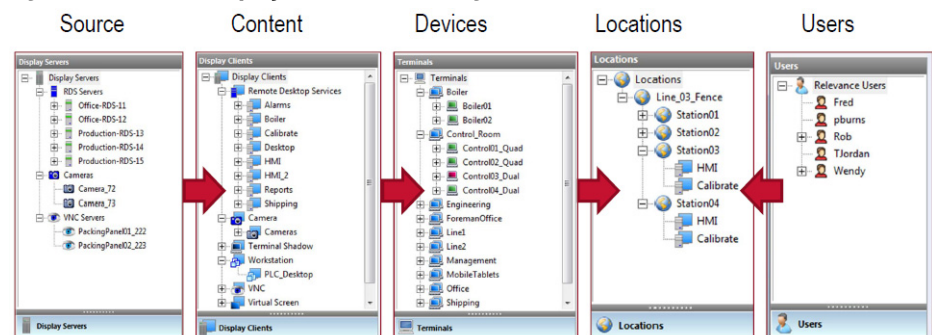 Source
Content
Devices
Locations
Users
Display Servers
Display Servers
RDS Servers
Office-RDS-11
Office-RDS-12
Production-RDS-13
Production-RDS-14
Production-RDS-15
Cameras
Camera_72
Camera_73
VNC Servers
PackingPanel01_222
PackingPanel02_223
Display Servers
Display Clients
Display Clients
Remote Desktop Services
Alarms
Boiler
Calibrate
Desktop
HMI
HMI_2
Reports
Shipping
Camera
Cameras
Terminal Shadow
Workstation
PLC_Desktop
VNC
Virtual Screen
Display Clients
Terminals
Terminals
Boiler
Boiler01
Boiler02
Control_Room
Control01_Quad
Control02_Quad
Control03_Dual
Control04_Dual
Engineering
ForemanOffice
Line1
Line2
Management
MobileTablets
Office
Shipping
Terminals
Locations
Locations
Line_03_Fence
Station01
Station02
Station03
HMI
Calibrate
Station04
HMI
Calibrate
Locations
Users
Relevance Users
Fred
pburns
Rob
TJordan
Wendy
Users